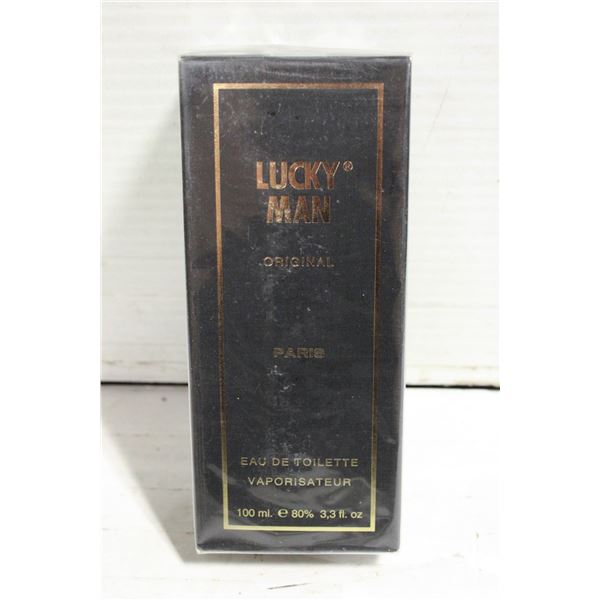 LUCKY®
MAN
ORIGINAL
PARIS
EAU DE TOILETTE
VAPORISATEUR
100 ml. ℮ 80% 3,3 fl. oz